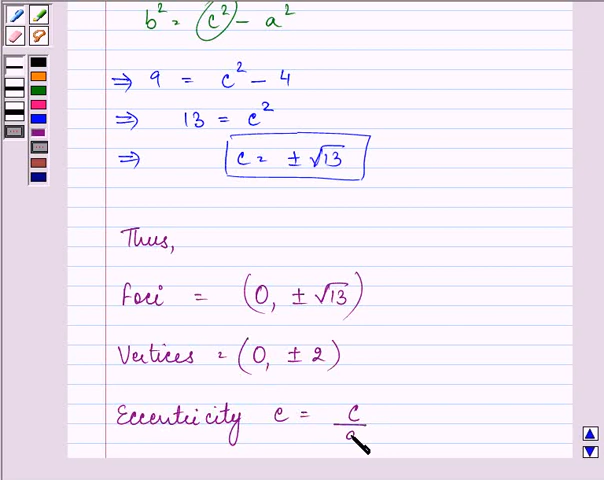 b² = c² - a²
⇒ 9 = c² - 4
⇒ 13 = c²
⇒ c = ± √13
Thus,
Foci = (0, ± √13)
Vertices = (0, ± 2)
Eccentricity e = c/a